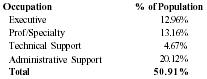 Occupation % of Population
Executive 12.96%
Prof/Specialty 13.16%
Technical Support 4.67%
Administrative Support 20.12%
Total 50.91%